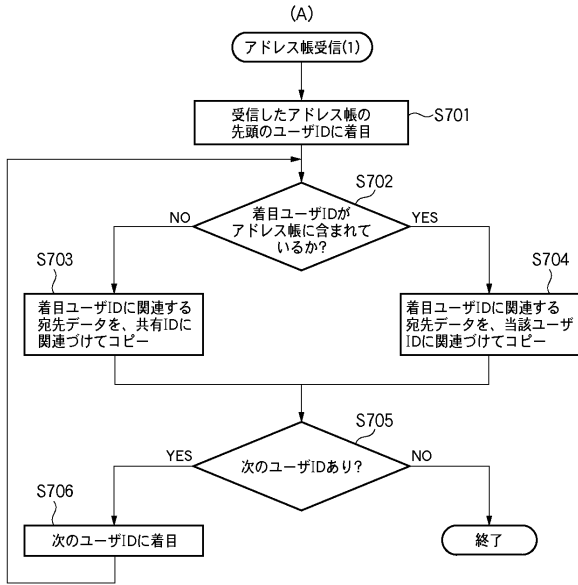 (A)
アドレス帳受信(1)
受信したアドレス帳の
先頭のユーザIDに着目
S701
S702
着目ユーザIDが
アドレス帳に含まれて
いるか?
NO
YES
S703
着目ユーザIDに関連する
宛先データを、共有IDに
関連づけてコピー
S704
着目ユーザIDに関連する
宛先データを、当該ユーザ
IDに関連づけてコピー
S705
次のユーザIDあり?
YES
NO
S706
次のユーザIDに着目
終了